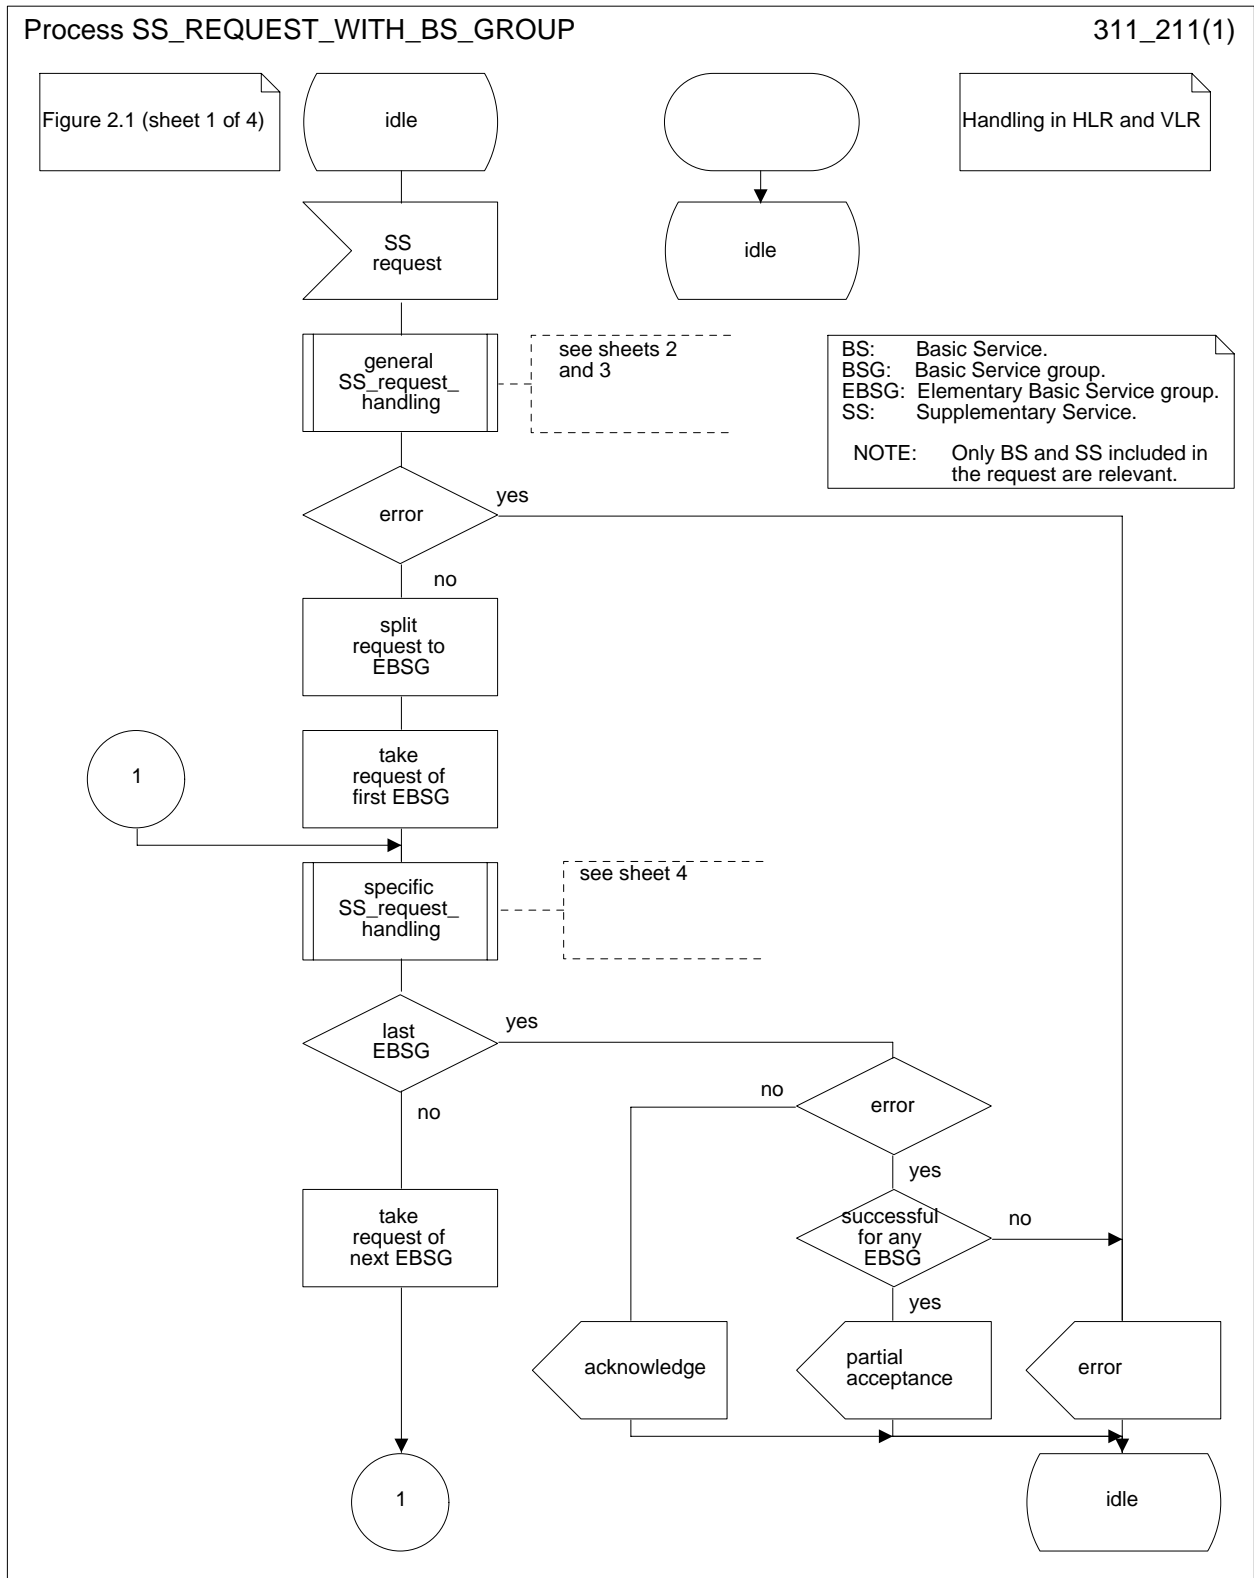 Process SS_REQUEST_WITH_BS_GROUP
311_211(1)
Figure 2.1 (sheet 1 of 4)
idle
Handling in HLR and VLR
SS
request
idle
general
SS_request_
handling
see sheets 2
and 3
BS: Basic Service.
BSG: Basic Service group.
EBSG: Elementary Basic Service group.
SS: Supplementary Service.
NOTE: Only BS and SS included in
the request are relevant.
error
yes
no
split
request to
EBSG
take
request of
first EBSG
1
specific
SS_request_
handling
see sheet 4
last
EBSG
yes
no
error
no
yes
take
request of
next EBSG
successful
for any
EBSG
no
yes
acknowledge
partial
acceptance
error
1
idle